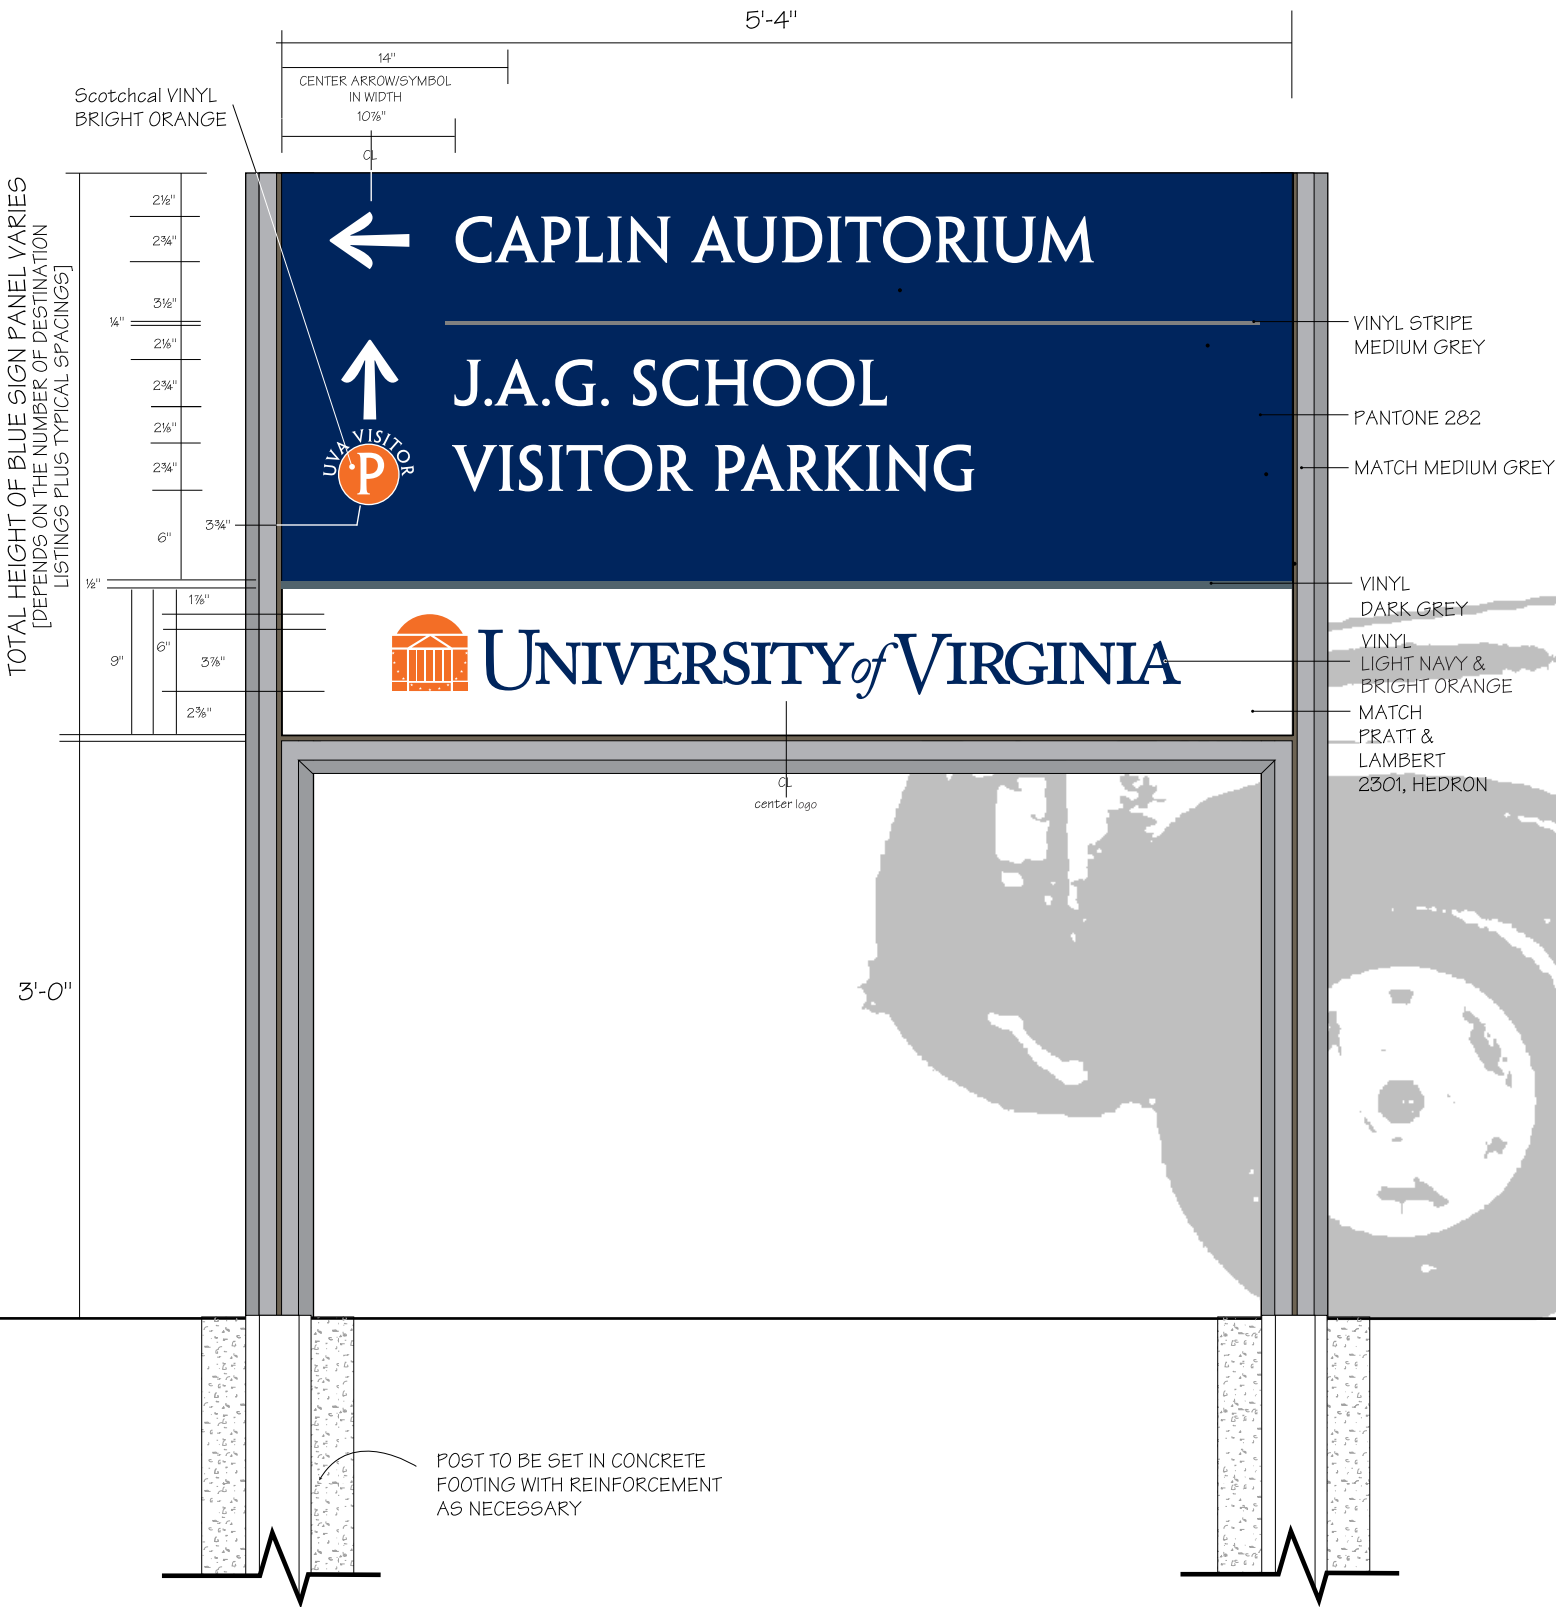 5'-4"
14"
CENTER ARROW/SYMBOL
IN WIDTH
10⅞"
CL
Scotchcal VINYL
BRIGHT ORANGE
TOTAL HEIGHT OF BLUE SIGN PANEL VARIES
[DEPENDS ON THE NUMBER OF DESTINATION
LISTINGS PLUS TYPICAL SPACINGS]
2½"
2¾"
3½"
¼"
2⅛"
2¾"
2⅛"
2¾"
3¾"
6"
½"
1⅞"
9"
6"
3⅞"
2⅜"
3'-0"
CAPLIN AUDITORIUM
J.A.G. SCHOOL
UVA VISITOR
P
VISITOR PARKING
UNIVERSITY of VIRGINIA
CL
center logo
VINYL STRIPE
MEDIUM GREY
PANTONE 282
MATCH MEDIUM GREY
VINYL
DARK GREY
VINYL
LIGHT NAVY &
BRIGHT ORANGE
MATCH
PRATT &
LAMBERT
2301, HEDRON
POST TO BE SET IN CONCRETE
FOOTING WITH REINFORCEMENT
AS NECESSARY